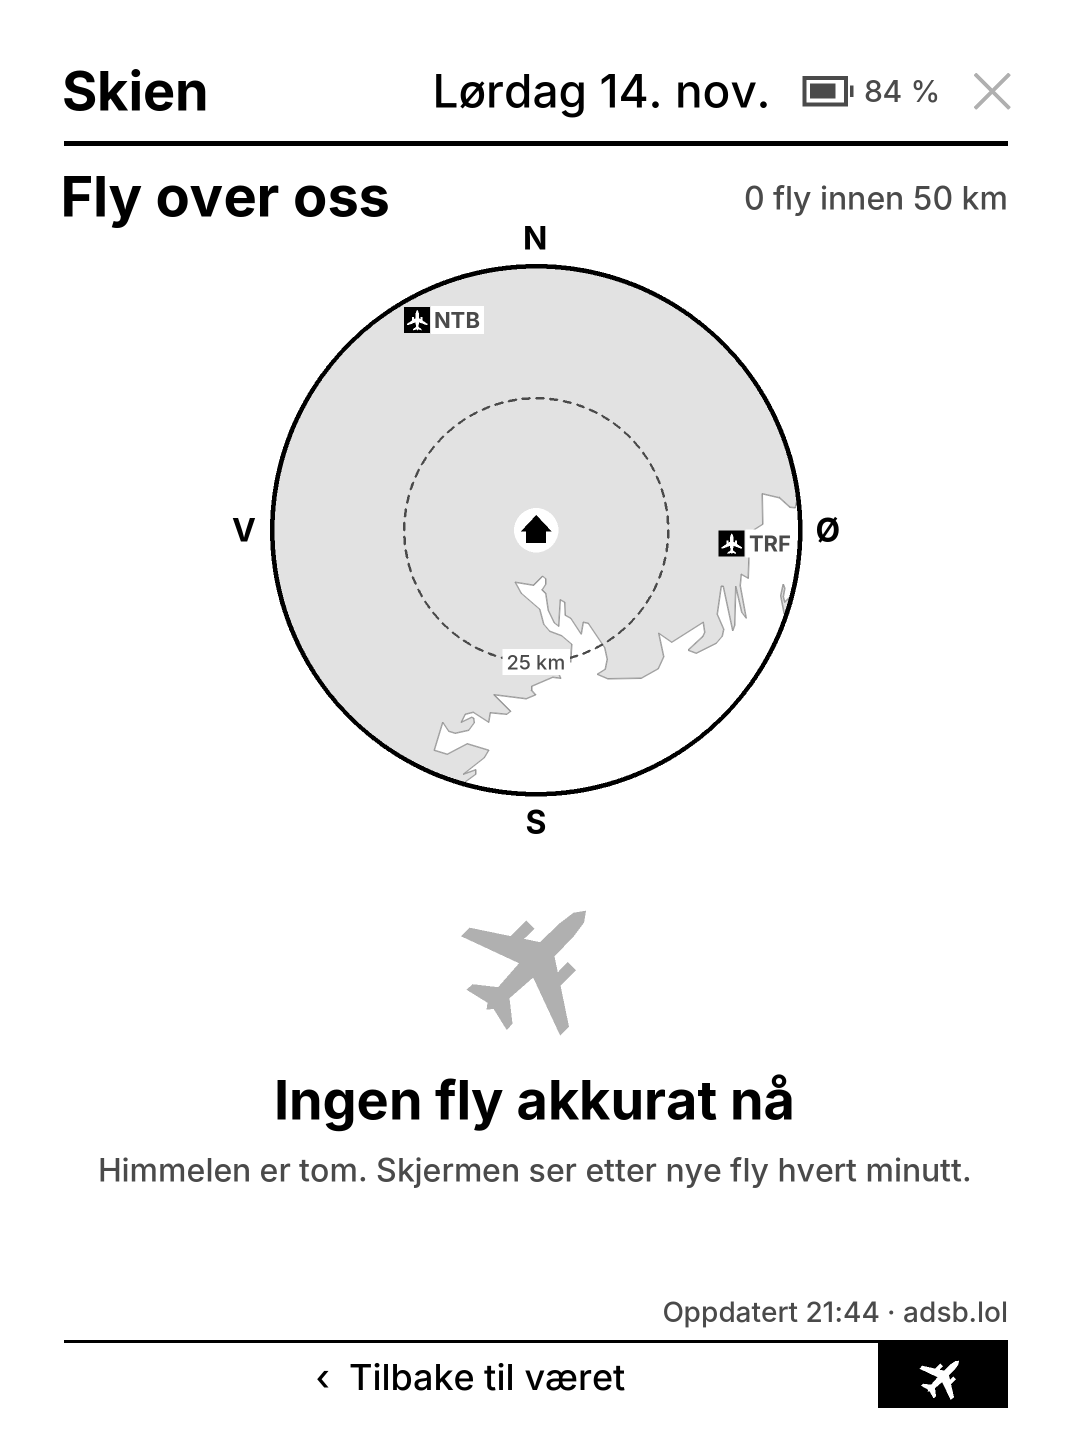 Skien
Lørdag 14. nov.
84 %
Fly over oss
0 fly innen 50 km
N
NTB
V
Ø
TRF
25 km
S
Ingen fly akkurat nå
Himmelen er tom. Skjermen ser etter nye fly hvert minutt.
Oppdatert 21:44 · adsb.lol
‹ Tilbake til været